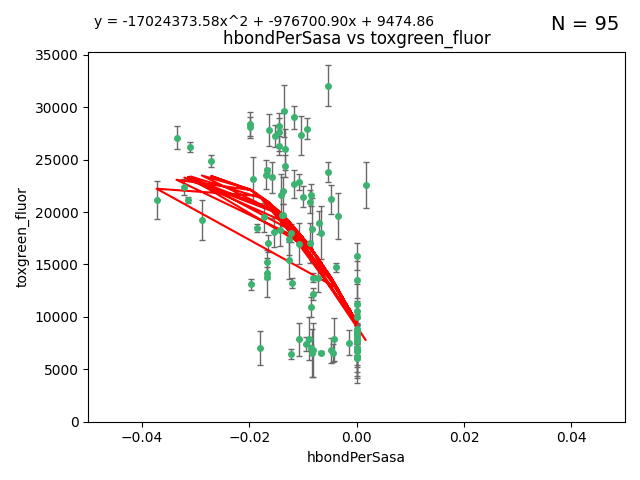 y = -17024373.58x^2 + -976700.90x + 9474.86
N = 95
hbondPerSasa vs toxgreen_fluor
35000
30000
25000
20000
15000
10000
5000
0
toxgreen_fluor
−0.04
−0.02
0.00
0.02
0.04
hbondPerSasa